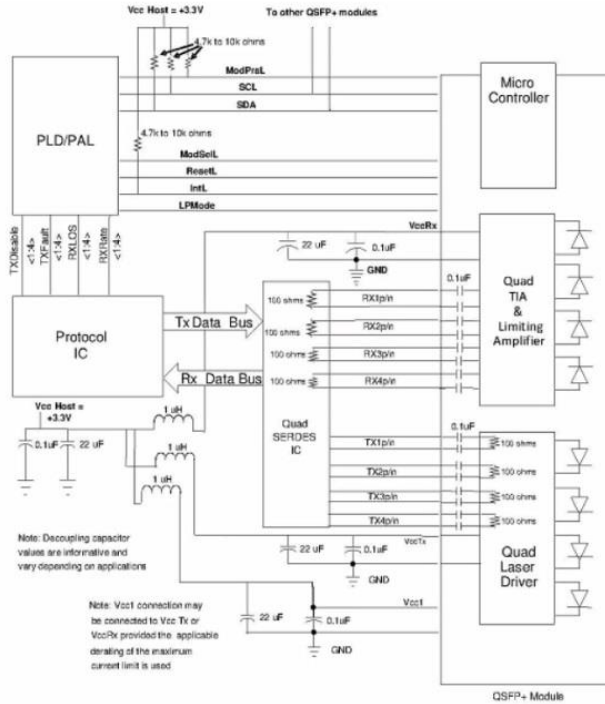 Vcc Host = +3.3V
To other QSFP+ modules
4.7k to 10k ohms
ModPrsL
SCL
SDA
4.7k to 10k ohms
PLD/PAL
ModSelL
ResetL
IntL
LPMode
Micro
Controller
TXDisable
<1:4>
TXFault
<1:4>
RXLOS
<1:4>
RXRate
<1:4>
VccRx
22 uF
0.1uF
GND
0.1uF
Quad
TIA
&
Limiting
Amplifier
Protocol
IC
Tx Data Bus
Rx Data Bus
100 ohms
RX1p/n
100 ohms
RX2p/n
100 ohms
RX3p/n
100 ohms
RX4p/n
Quad
SERDES
IC
Vcc Host =
+3.3V
0.1uF
22 uF
1 uH
1 uH
1 uH
0.1uF
TX1p/n
100 ohms
TX2p/n
100 ohms
TX3p/n
100 ohms
TX4p/n
100 ohms
VccTx
22 uF
0.1uF
GND
Quad
Laser
Driver
Note: Decoupling capacitor
values are informative and
vary depending on applications
Vcc1
22 uF
0.1uF
GND
Note: Vcc1 connection may
be connected to Vcc Tx or
VccRx provided the applicable
derating of the maximum
current limit is used
QSFP+ Module